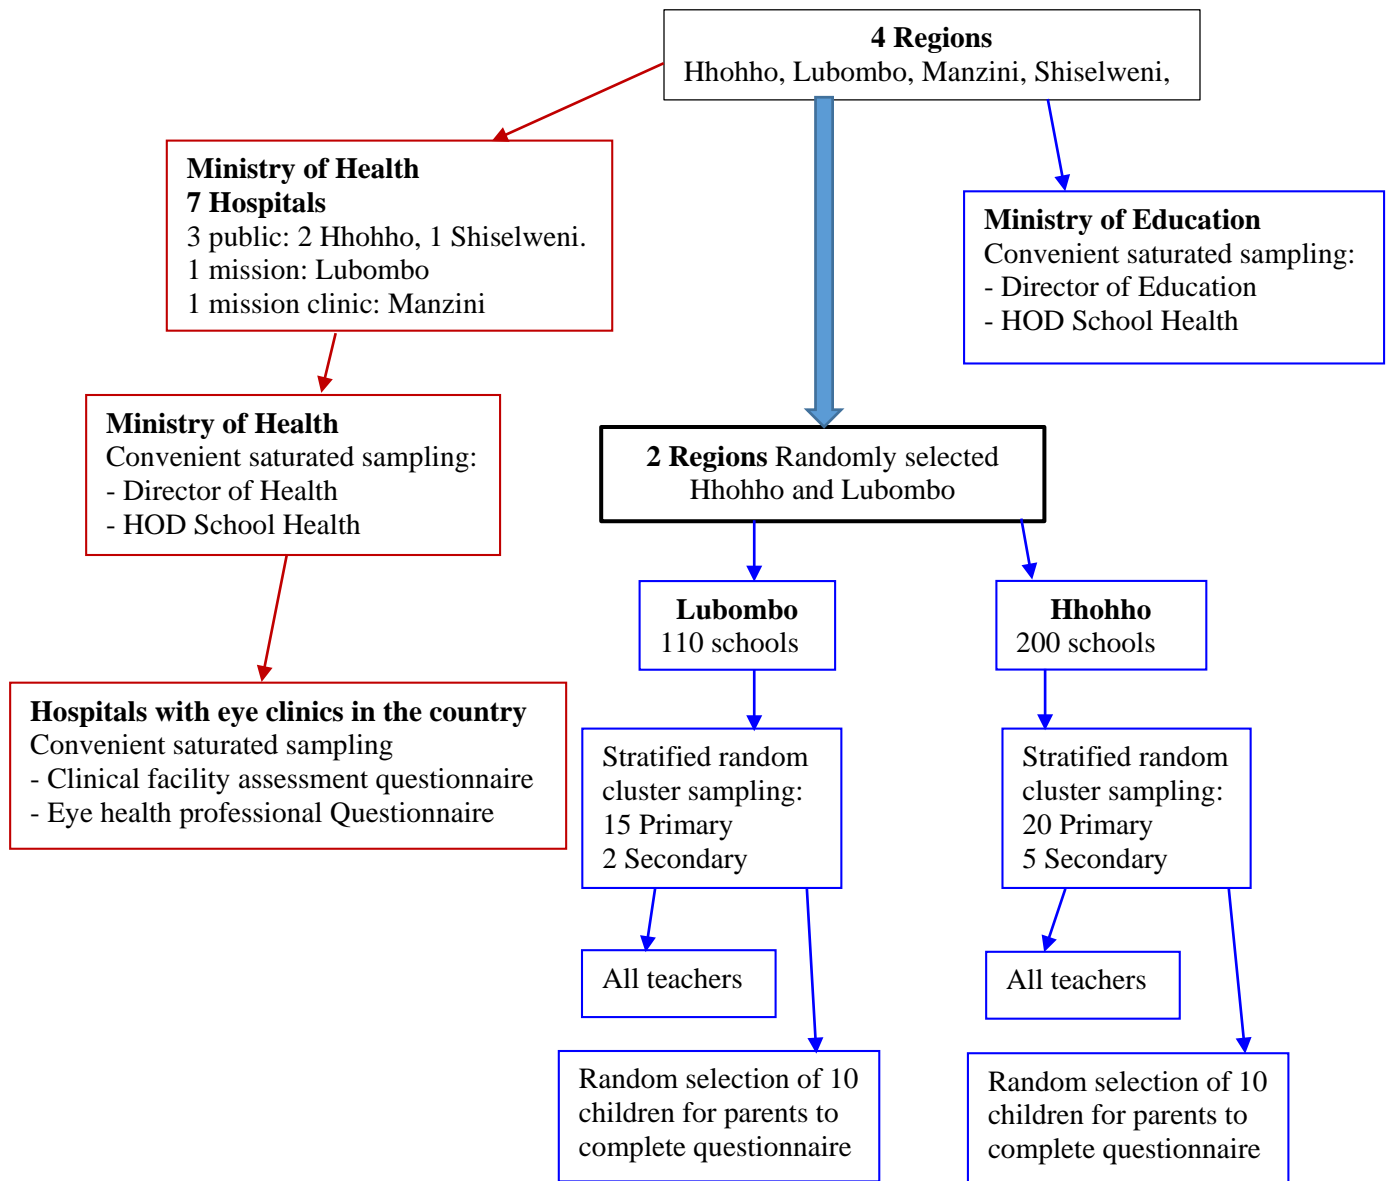 4 Regions
Hhohho, Lubombo, Manzini, Shiselweni,
Ministry of Health
7 Hospitals
3 public: 2 Hhohho, 1 Shiselweni.
1 mission: Lubombo
1 mission clinic: Manzini
Ministry of Education
Convenient saturated sampling:
- Director of Education
- HOD School Health
Ministry of Health
Convenient saturated sampling:
- Director of Health
- HOD School Health
2 Regions Randomly selected
Hhohho and Lubombo
Lubombo
110 schools
Hhohho
200 schools
Hospitals with eye clinics in the country
Convenient saturated sampling
- Clinical facility assessment questionnaire
- Eye health professional Questionnaire
Stratified random
cluster sampling:
15 Primary
2 Secondary
Stratified random
cluster sampling:
20 Primary
5 Secondary
All teachers
All teachers
Random selection of 10
children for parents to
complete questionnaire
Random selection of 10
children for parents to
complete questionnaire